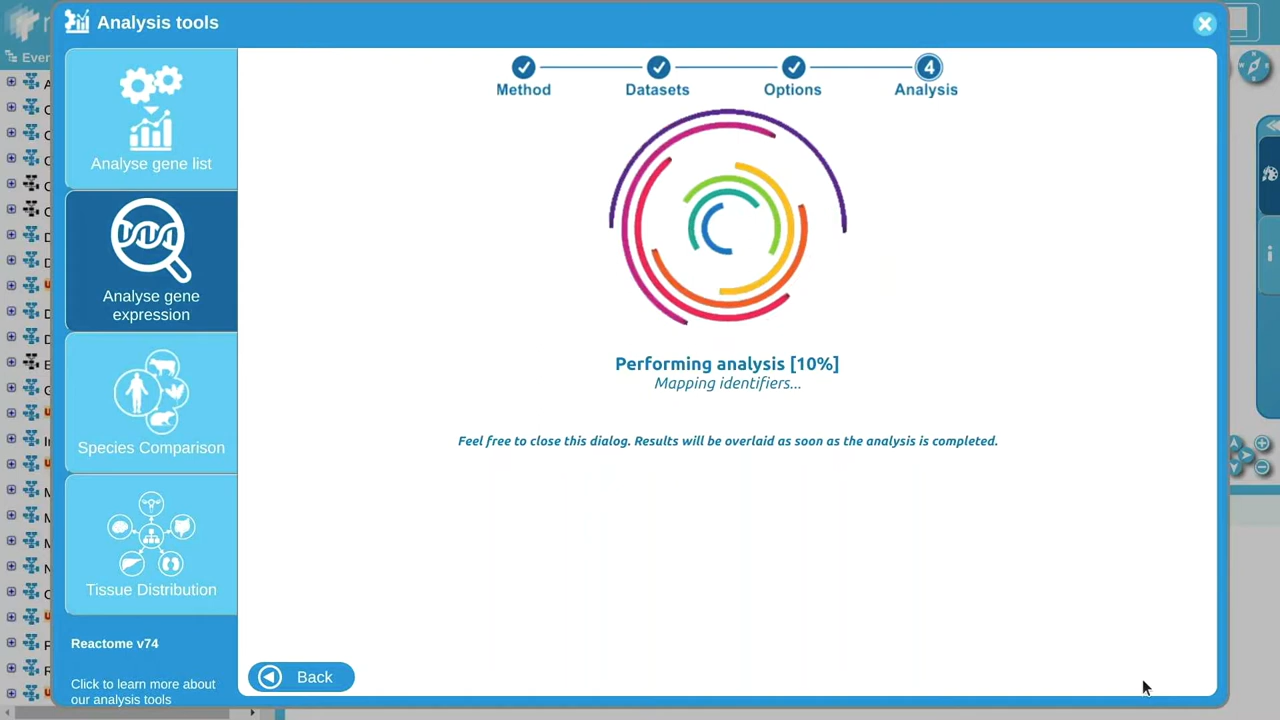 Analysis tools
Method
Datasets
Options
4
Analysis
Analyse gene list
Analyse gene
expression
Species Comparison
Tissue Distribution
Reactome v74
Click to learn more about
our analysis tools
Performing analysis [10%]
Mapping identifiers...
Feel free to close this dialog. Results will be overlaid as soon as the analysis is completed.
Back